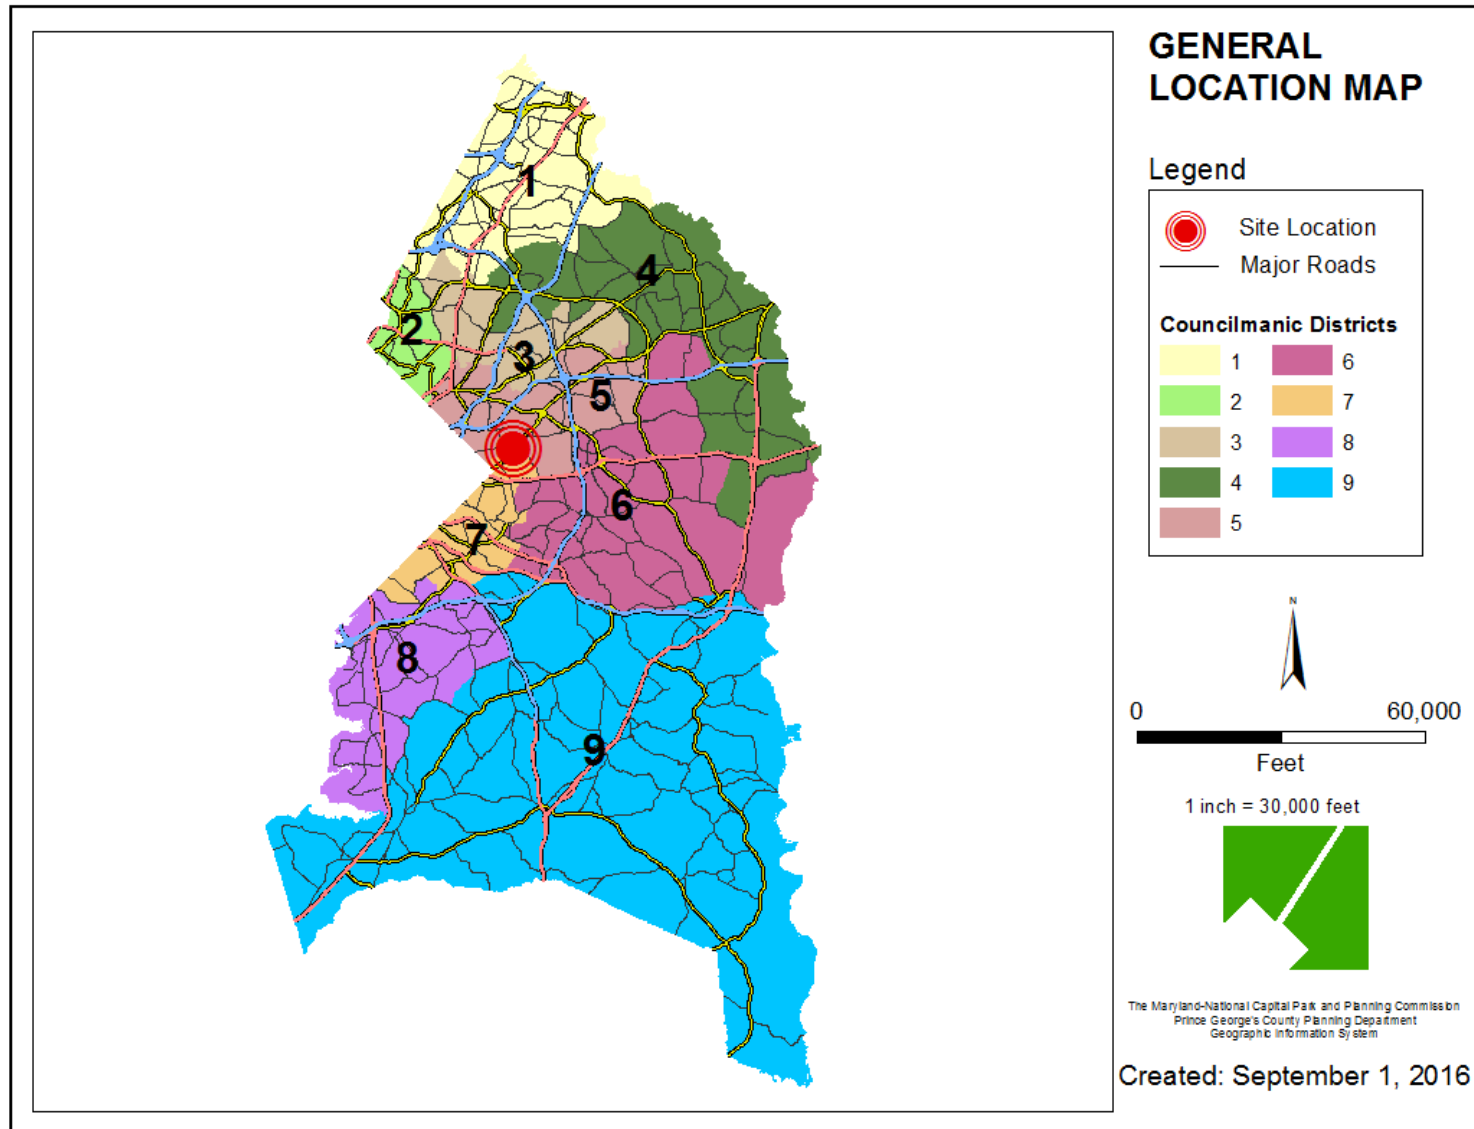 GENERAL
LOCATION MAP
Legend
Site Location
Major Roads
Councilmanic Districts
1 6
2 7
3 8
4 9
5
1
4
2
3
5
6
7
8
9
N
0 60,000
Feet
1 inch = 30,000 feet
The Maryland-National Capital Park and Planning Commission
Prince George's County Planning Department
Geographic Information System
Created: September 1, 2016